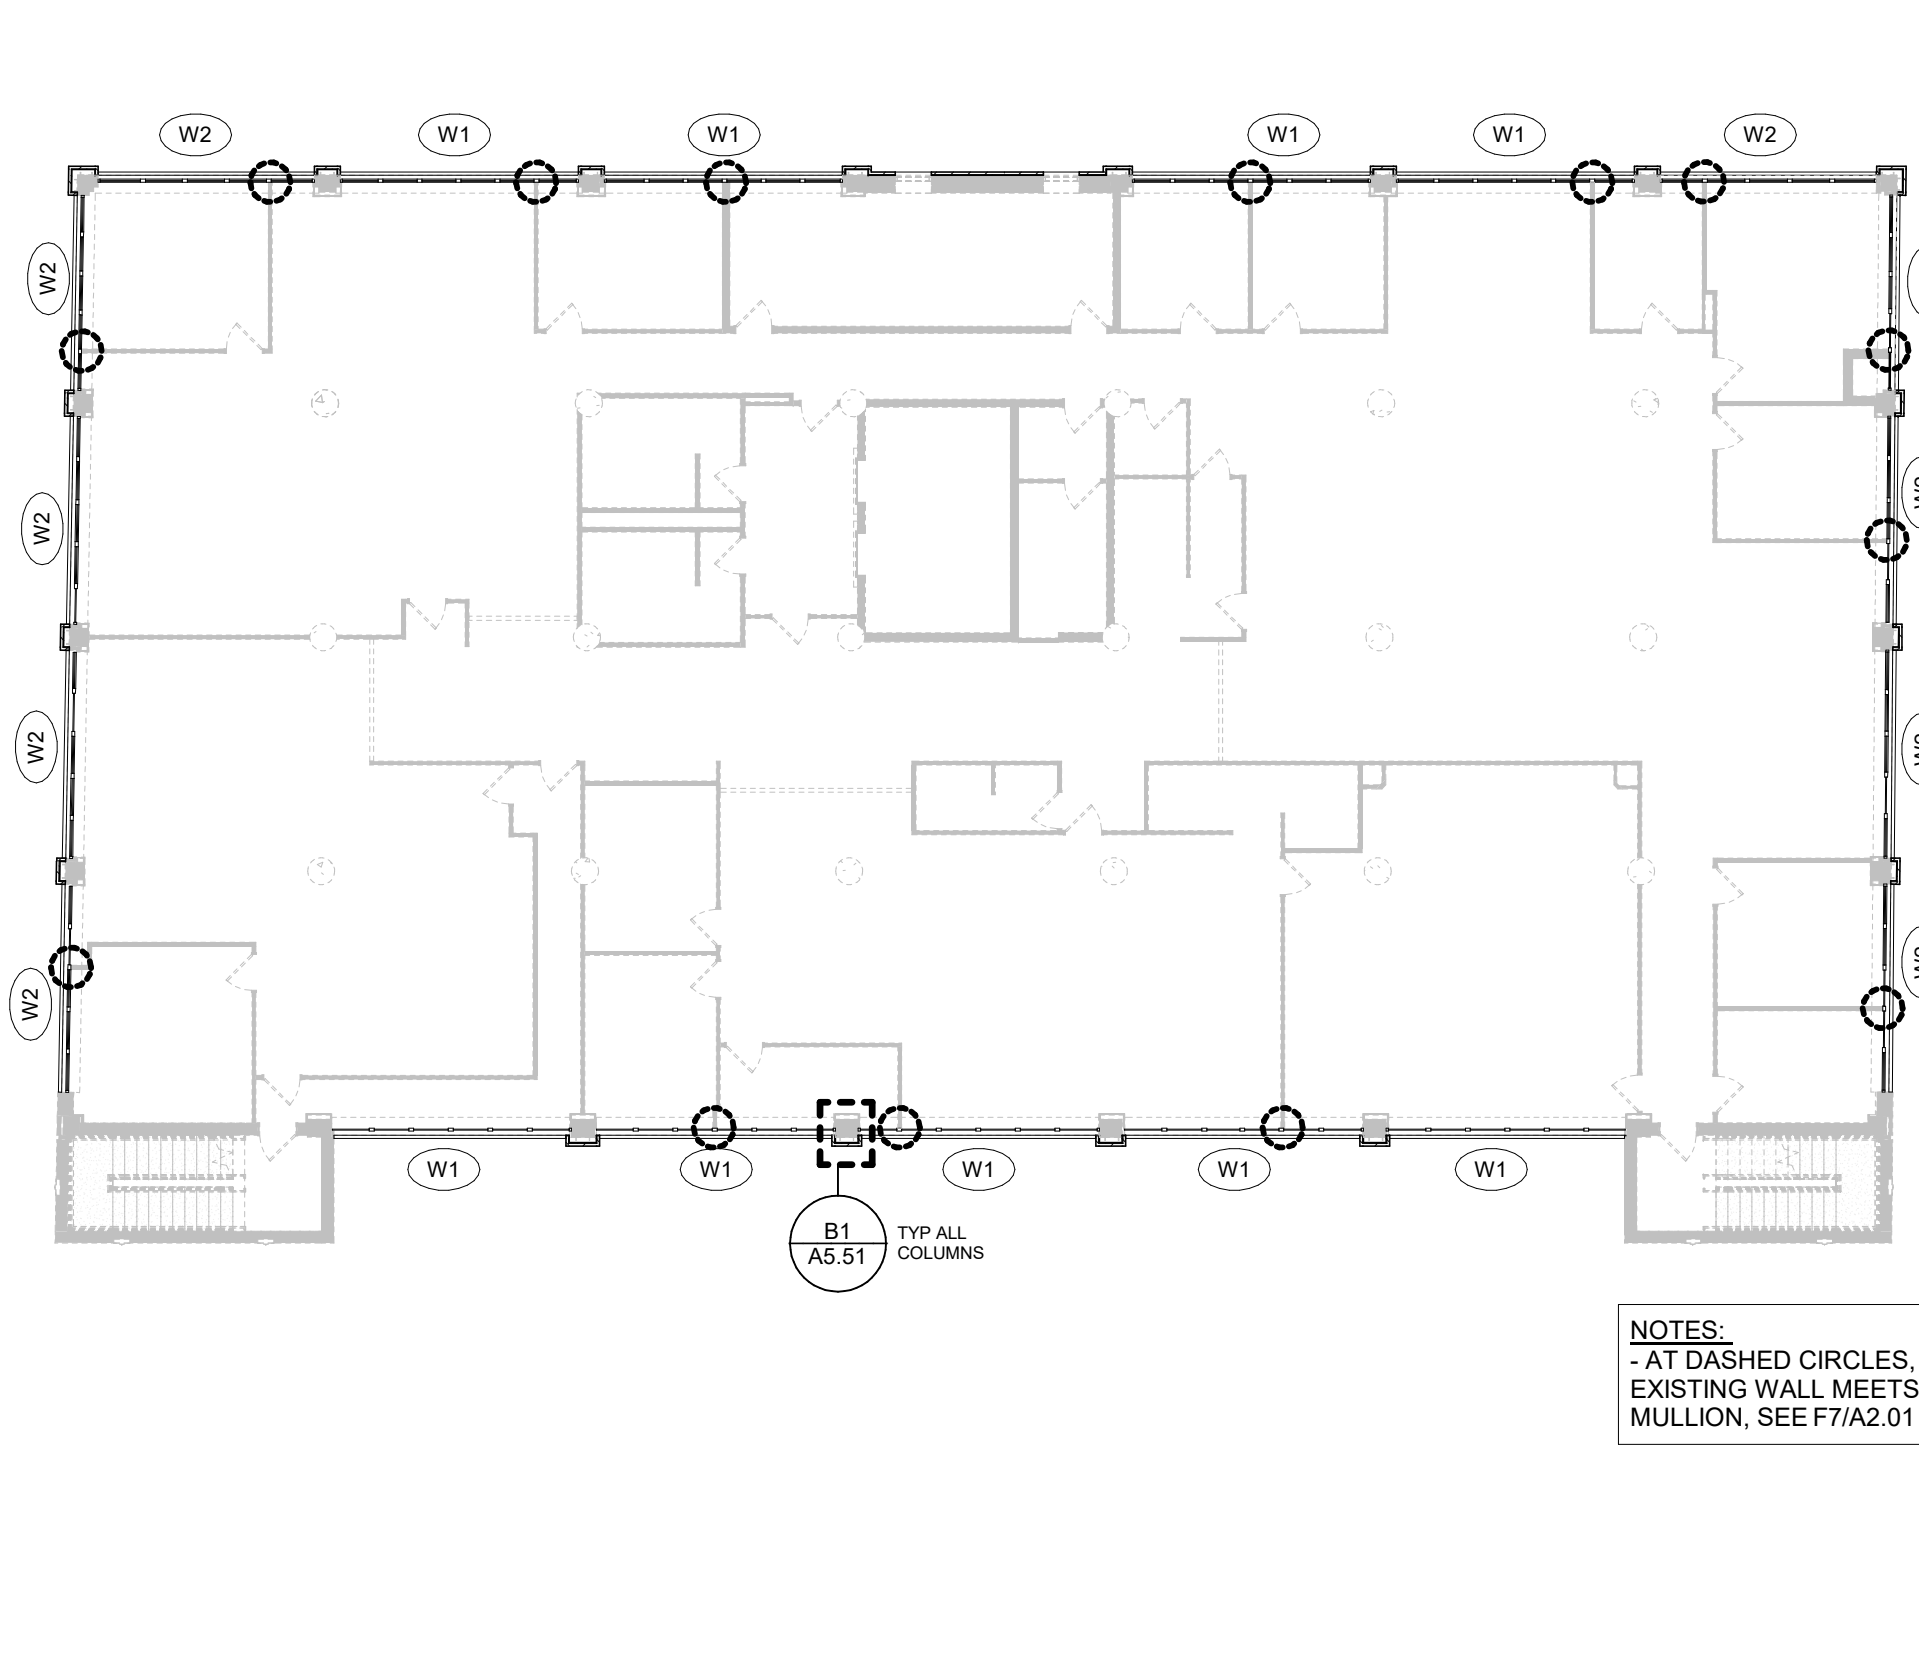 W2
W1
W1
W1
W1
W2
W2
W2
W2
W2
W1
W1
W1
W1
W1
B1
A5.51
TYP ALL
COLUMNS
NOTES:
- AT DASHED CIRCLES,
EXISTING WALL MEETS
MULLION, SEE F7/A2.01